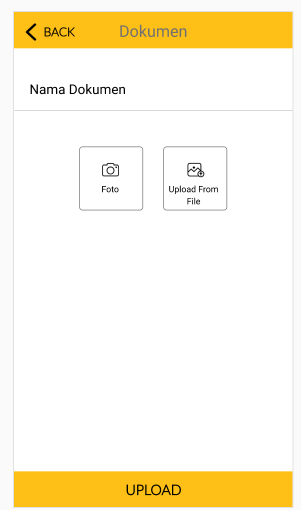 BACK Dokumen
Nama Dokumen
Foto
Upload From
File
UPLOAD